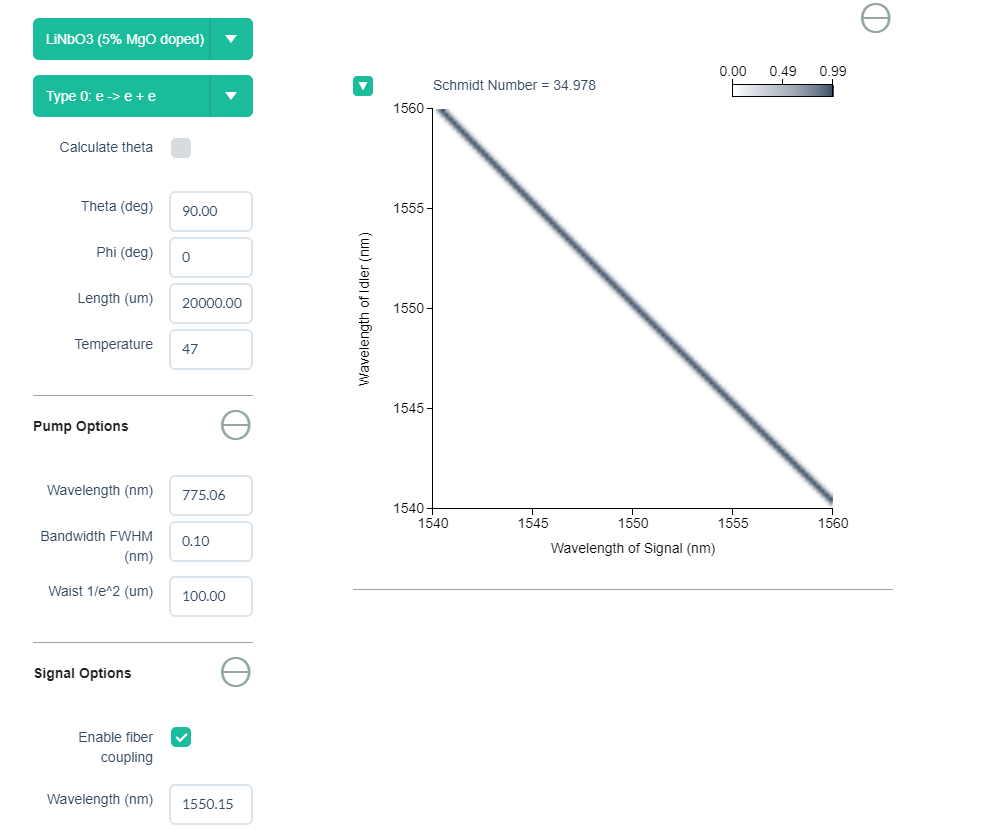 LiNbO3 (5% MgO doped)
Type 0: e -> e + e
Calculate theta
Theta (deg) 90.00
Phi (deg) 0
Length (um) 20000.00
Temperature 47
Pump Options
Wavelength (nm) 775.06
Bandwidth FWHM (nm) 0.10
Waist 1/e^2 (um) 100.00
Signal Options
Enable fiber
coupling
Wavelength (nm) 1550.15
Schmidt Number = 34.978
0.00 0.49 0.99
Wavelength of Idler (nm)
1560
1555
1550
1545
1540
1540 1545 1550 1555 1560
Wavelength of Signal (nm)